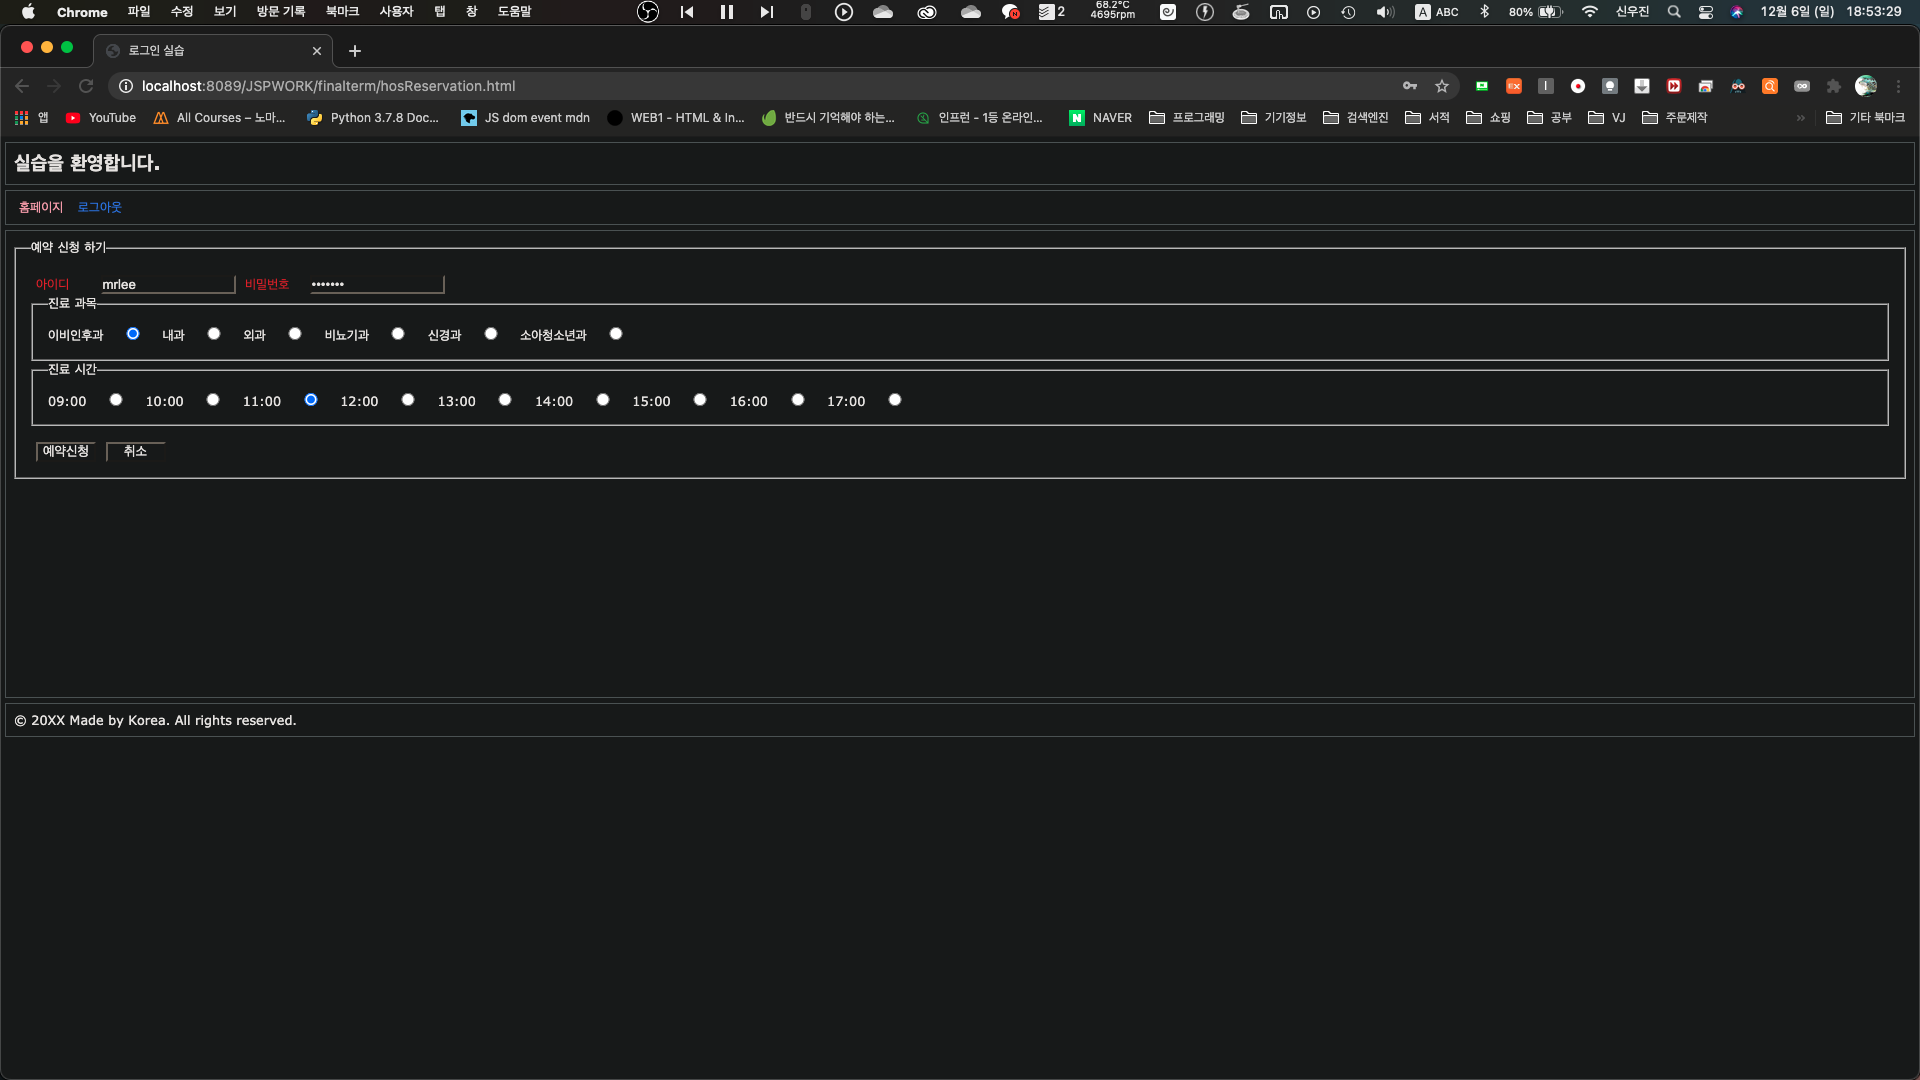 Chrome 파일 수정 보기 방문 기록 북마크 사용자 탭 창 도움말 2 68.2°C 4695rpm A ABC 80% 신우진 12월 6일 (일) 18:53:29
로그인 실습
localhost:8089/JSPWORK/finalterm/hosReservation.html
앱 YouTube All Courses – 노마... Python 3.7.8 Doc... JS dom event mdn WEB1 - HTML & In... 반드시 기억해야 하는... 인프런 - 1등 온라인... N NAVER 프로그래밍 기기정보 검색엔진 서적 쇼핑 공부 VJ 주문제작 » 기타 북마크
실습을 환영합니다.
홈페이지 로그아웃
예약 신청 하기
아이디 mrlee 비밀번호 •••••••
진료 과목
이비인후과 내과 외과 비뇨기과 신경과 소아청소년과
진료 시간
09:00 10:00 11:00 12:00 13:00 14:00 15:00 16:00 17:00
예약신청 취소
© 20XX Made by Korea. All rights reserved.